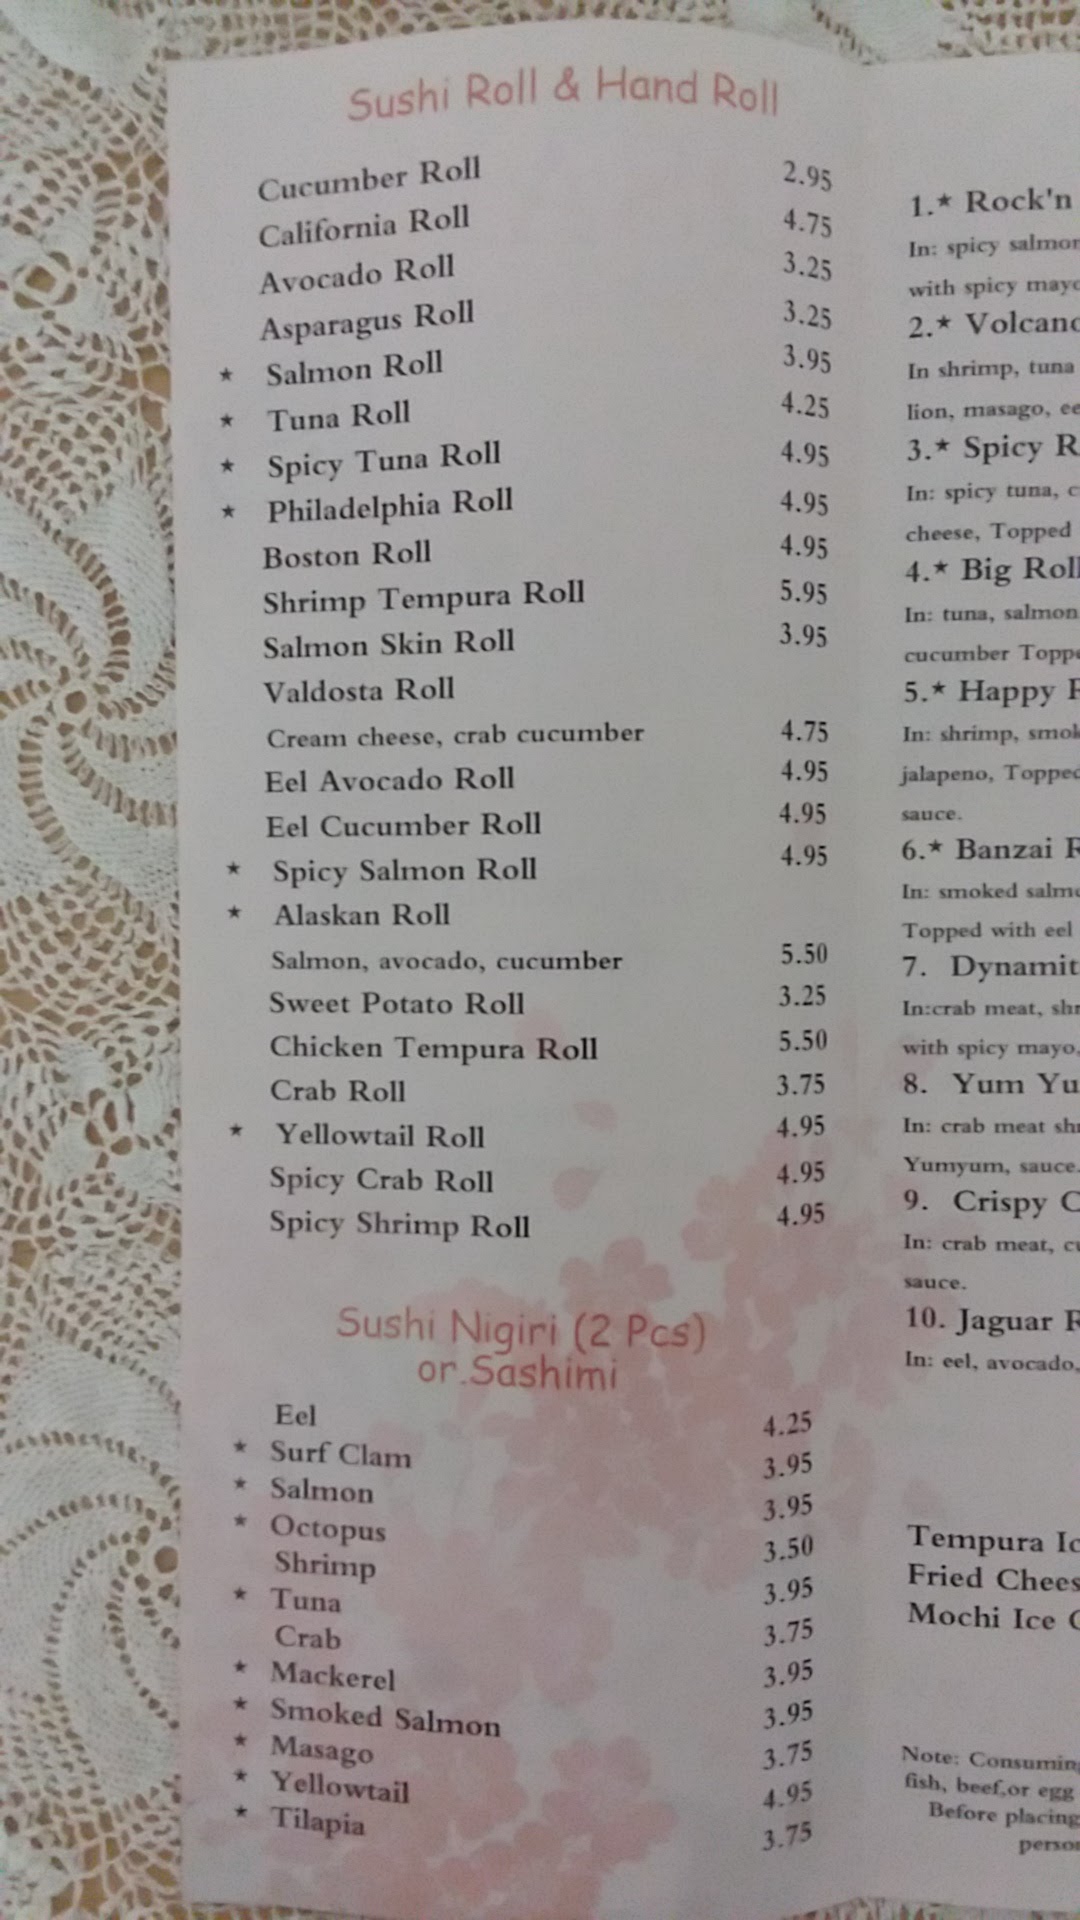 Sushi Roll & Hand Roll
Cucumber Roll 2.95
California Roll 4.75
Avocado Roll 3.25
Asparagus Roll 3.25
★ Salmon Roll 3.95
★ Tuna Roll 4.25
★ Spicy Tuna Roll 4.95
★ Philadelphia Roll 4.95
Boston Roll 4.95
Shrimp Tempura Roll 5.95
Salmon Skin Roll 3.95
Valdosta Roll
Cream cheese, crab cucumber 4.75
Eel Avocado Roll 4.95
Eel Cucumber Roll 4.95
★ Spicy Salmon Roll 4.95
★ Alaskan Roll
Salmon, avocado, cucumber 5.50
Sweet Potato Roll 3.25
Chicken Tempura Roll 5.50
Crab Roll 3.75
★ Yellowtail Roll 4.95
Spicy Crab Roll 4.95
Spicy Shrimp Roll 4.95
Sushi Nigiri (2 Pcs)
or.Sashimi
Eel 4.25
★ Surf Clam 3.95
★ Salmon 3.95
★ Octopus 3.50
Shrimp 3.95
★ Tuna 3.75
Crab 3.95
★ Mackerel 3.95
★ Smoked Salmon 3.75
★ Masago 4.95
★ Yellowtail 3.75
★ Tilapia
1.★ Rock'n
In: spicy salmon
with spicy mayo
2.★ Volcano
In shrimp, tuna
lion, masago,
3.★ Spicy
In: spicy tuna,
cheese, Topped
4.★ Big Roll
In: tuna, salmon
cucumber
5.★ Happy
In: shrimp,
jalapeno, Topped
sauce.
6.★ Banzai
In: smoked
Topped with eel
7. Dynamit
In:crab meat,
with spicy mayo,
8. Yum Yu
In: crab meat
Yumyum, sauce.
9. Crispy
In: crab meat,
sauce.
10. Jaguar
In: eel, avocado,
Tempura
Fried
Mochi Ice
Note: Consuming
fish, beef,or egg
Before placing